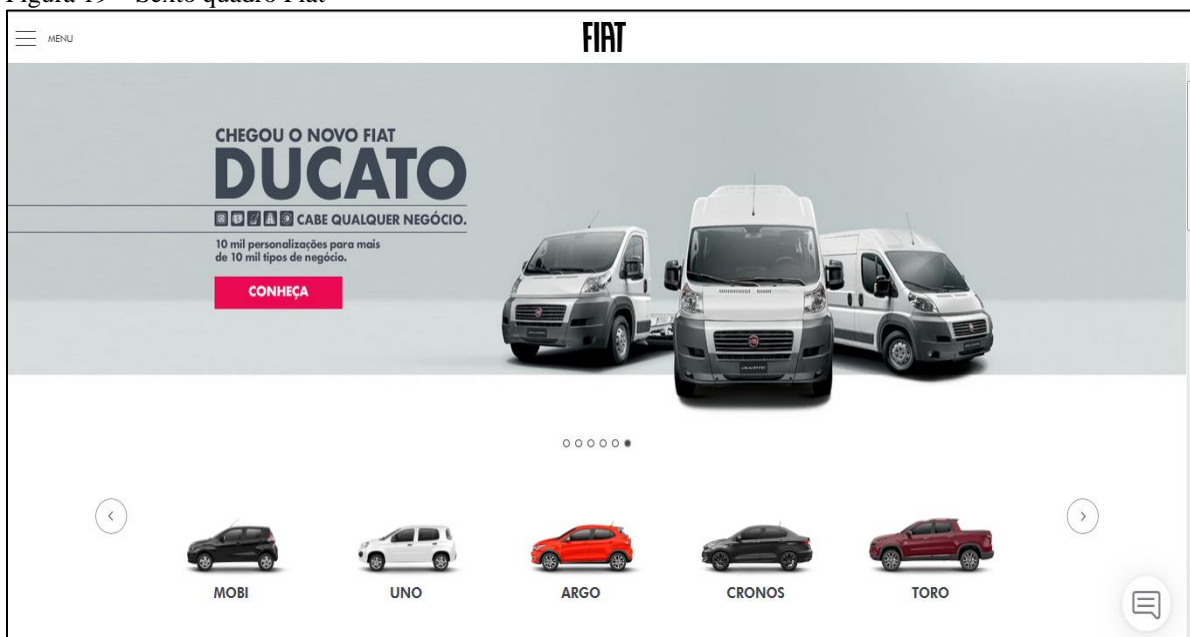 Figura 19 – Sexto quadro Fiat
MENU
FIAT
CHEGOU O NOVO FIAT
DUCATO
CABE QUALQUER NEGÓCIO.
10 mil personalizações para mais
de 10 mil tipos de negócio.
CONHEÇA
MOBI
UNO
ARGO
CRONOS
TORO